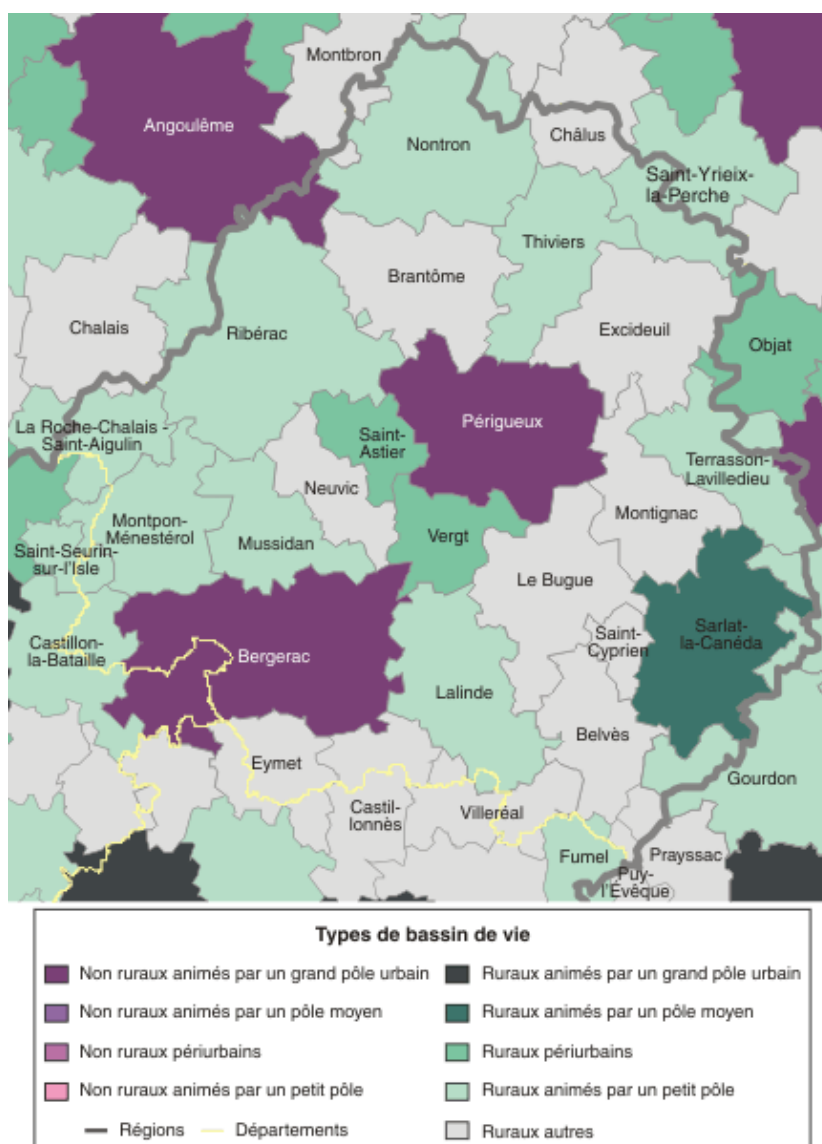 Montbron
Angoulême
Nontron
Châlus
Saint-Yrieix-
la-Perche
Thiviers
Brantôme
Chalais
Ribérac
Excideuil
Objat
Périgueux
La Roche-Chalais -
Saint-Aigulin
Saint-
Astier
Terrasson-
Lavilledieu
Neuvic
Montpon-
Ménestérol
Mussidan
Vergt
Montignac
Saint-Seurin-
sur-l'Isle
Le Bugue
Saint-
Cyprien
Sarlat-
la-Canéda
Castillon-
la-Bataille
Bergerac
Lalinde
Belvès
Eymet
Gourdon
Castil-
lonnès
Villeréal
Fumel
Prayssac
Puy-
l'Évêque
Types de bassin de vie
Non ruraux animés par un grand pôle urbain
Non ruraux animés par un pôle moyen
Non ruraux périurbains
Non ruraux animés par un petit pôle
Régions
Départements
Ruraux animés par un grand pôle urbain
Ruraux animés par un pôle moyen
Ruraux périurbains
Ruraux animés par un petit pôle
Ruraux autres